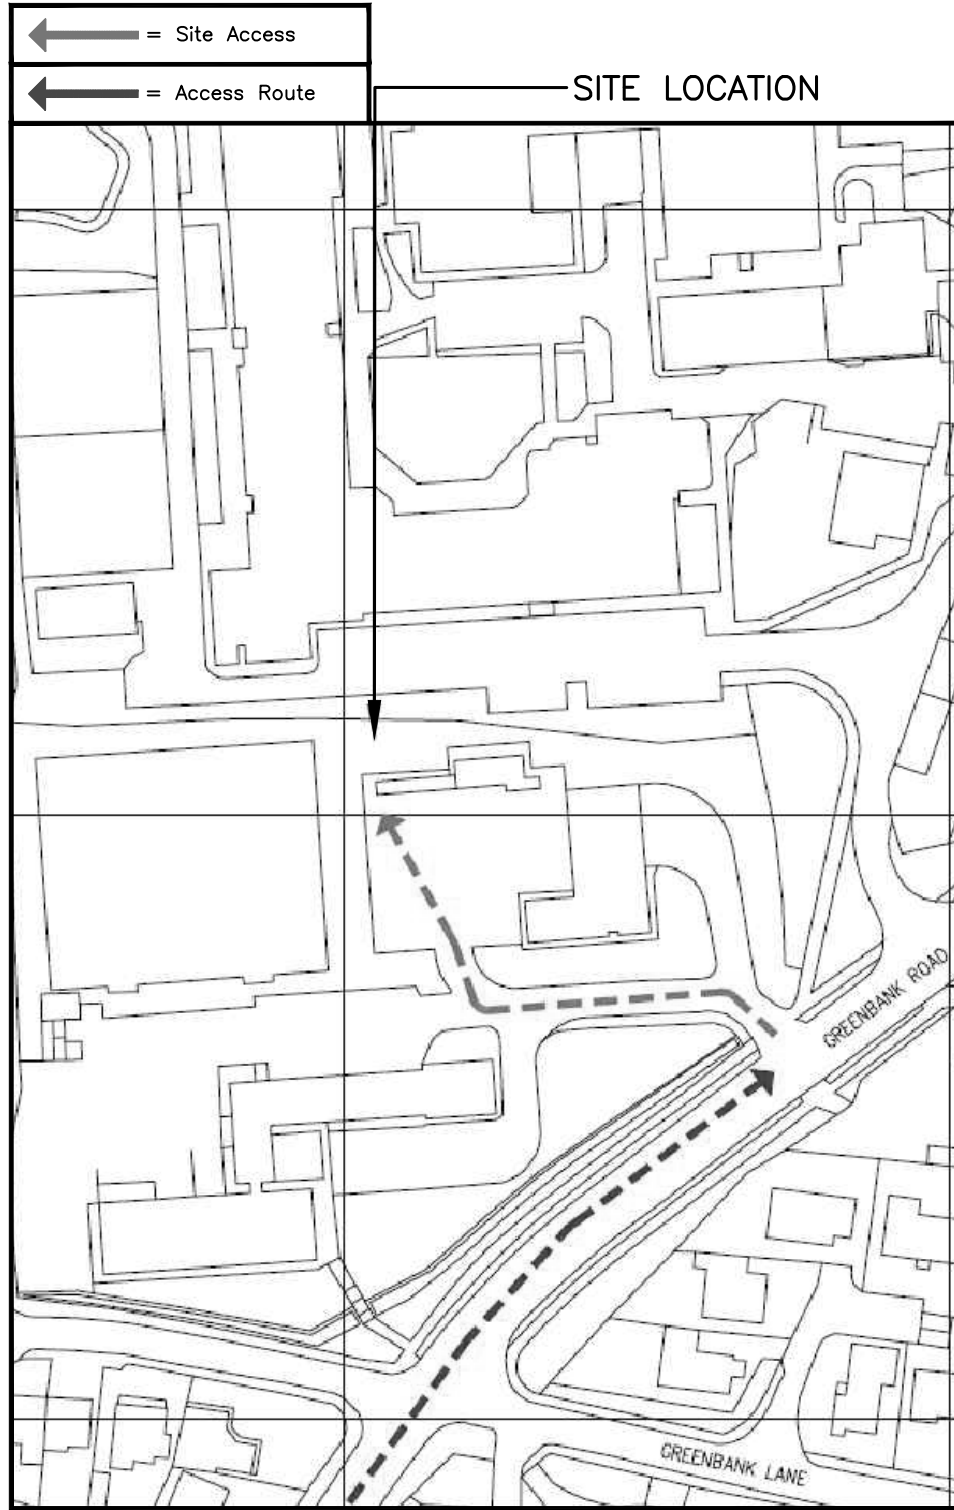 = Site Access
= Access Route
SITE LOCATION
GREENBANK ROAD
GREENBANK LANE